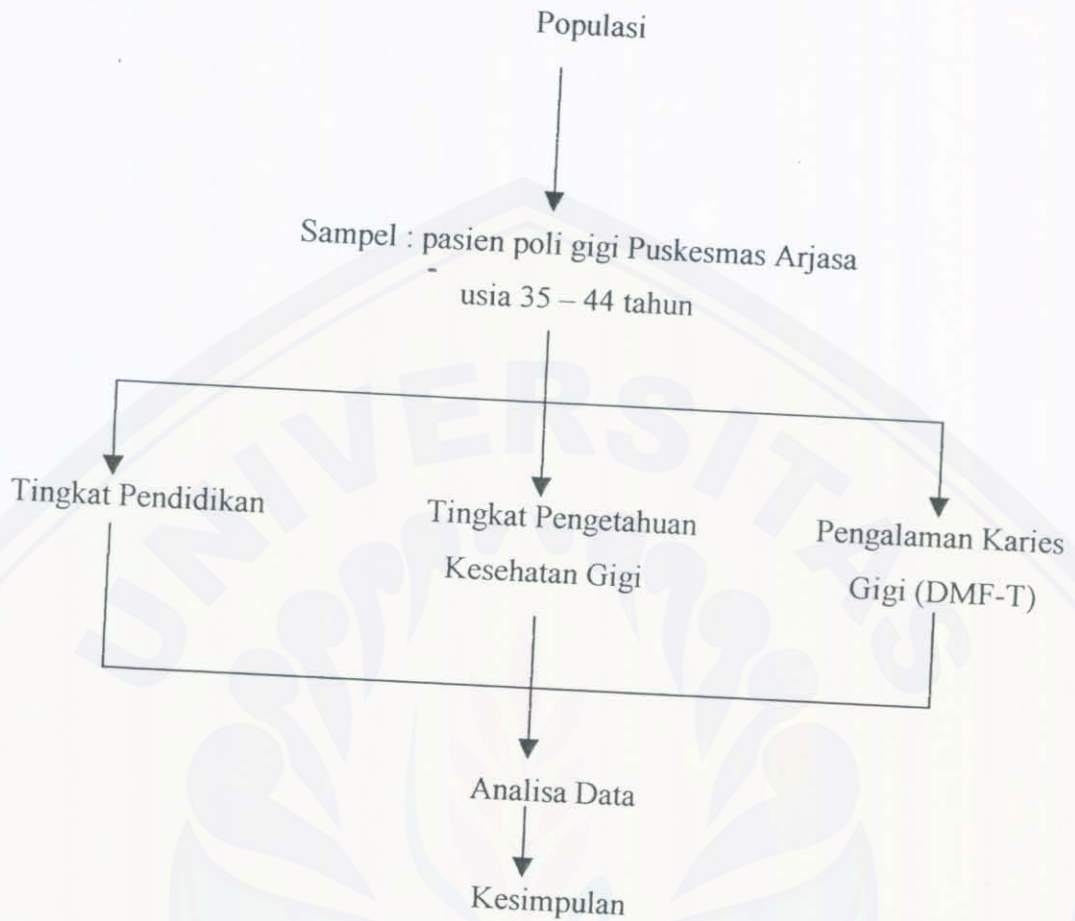 Populasi
Sampel : pasien poli gigi Puskesmas Arjasa
usia 35 – 44 tahun
Tingkat Pendidikan
Tingkat Pengetahuan
Kesehatan Gigi
Pengalaman Karies
Gigi (DMF-T)
Analisa Data
Kesimpulan
UNIVERSITAS